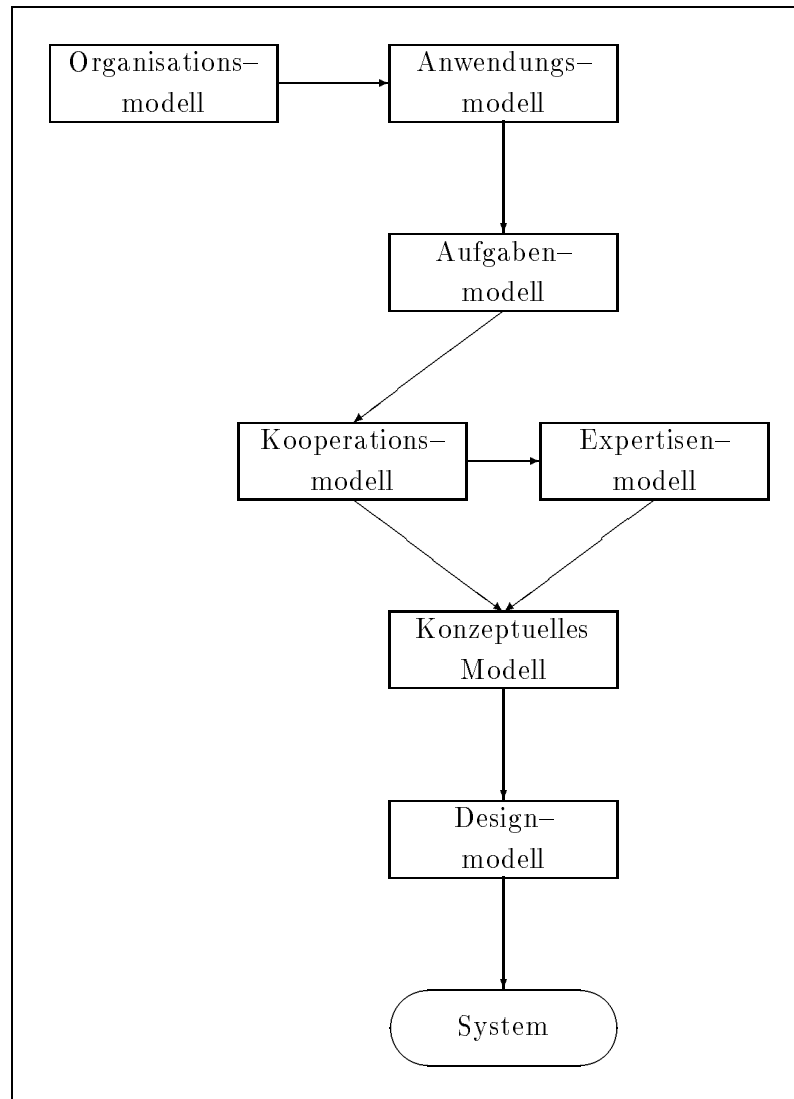 Organisations–
modell
Anwendungs–
modell
Aufgaben–
modell
Kooperations–
modell
Expertisen–
modell
Konzeptuelles
Modell
Design–
modell
System